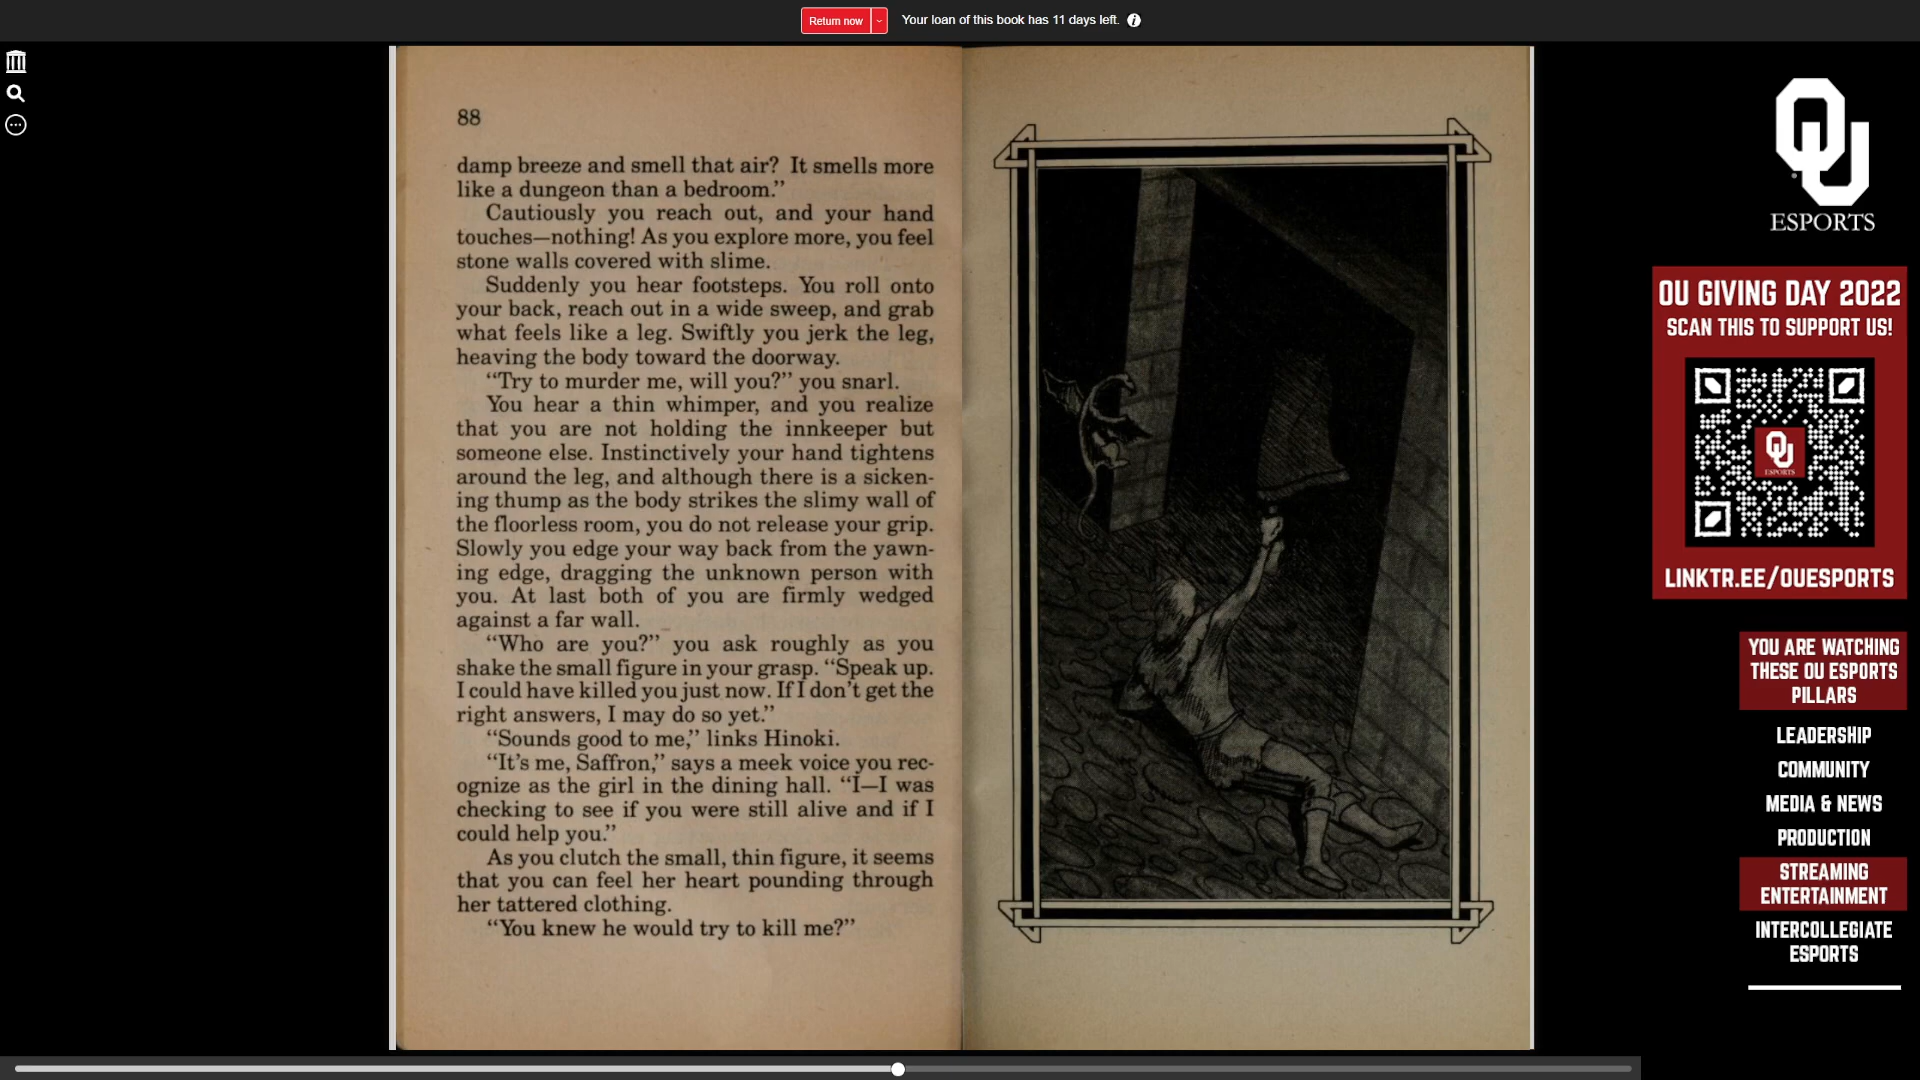 Return now
Your loan of this book has 11 days left.
88
damp breeze and smell that air? It smells more
like a dungeon than a bedroom.”
Cautiously you reach out, and your hand
touches—nothing! As you explore more, you feel
stone walls covered with slime.
Suddenly you hear footsteps. You roll onto
your back, reach out in a wide sweep, and grab
what feels like a leg. Swiftly you jerk the leg,
heaving the body toward the doorway.
“Try to murder me, will you?” you snarl.
You hear a thin whimper, and you realize
that you are not holding the innkeeper but
someone else. Instinctively your hand tightens
around the leg, and although there is a sicken-
ing thump as the body strikes the slimy wall of
the floorless room, you do not release your grip.
Slowly you edge your way back from the yawn-
ing edge, dragging the unknown person with
you. At last both of you are firmly wedged
against a far wall.
“Who are you?” you ask roughly as you
shake the small figure in your grasp. “Speak up.
I could have killed you just now. If I don’t get the
right answers, I may do so yet.”
“Sounds good to me,” links Hinoki.
“It’s me, Saffron,” says a meek voice you rec-
ognize as the girl in the dining hall. “I—I was
checking to see if you were still alive and if I
could help you.”
As you clutch the small, thin figure, it seems
that you can feel her heart pounding through
her tattered clothing.
“You knew he would try to kill me?”
OU
ESPORTS
OU GIVING DAY 2022
SCAN THIS TO SUPPORT US!
OU
ESPORTS
LINKTR.EE/OUESPORTS
YOU ARE WATCHING
THESE OU ESPORTS
PILLARS
LEADERSHIP
COMMUNITY
MEDIA & NEWS
PRODUCTION
STREAMING
ENTERTAINMENT
INTERCOLLEGIATE
ESPORTS